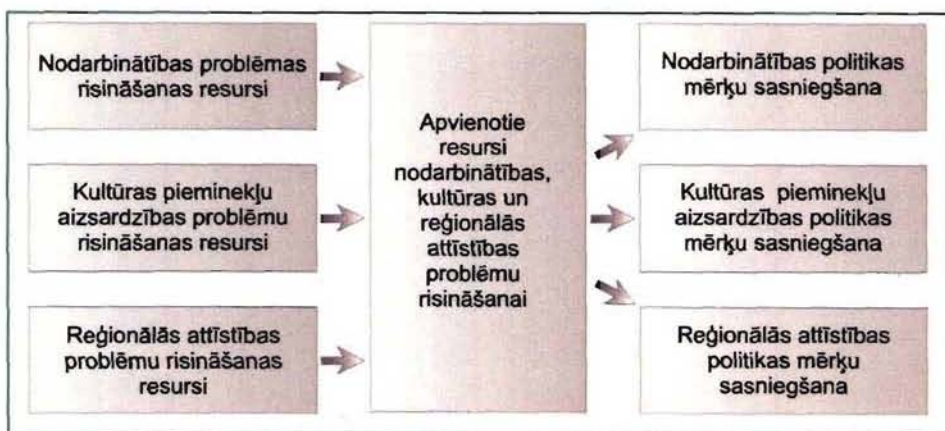 Nodarbinātības problēmas
risināšanas resursi
Kultūras pieminekļu
aizsardzības problēmu
risināšanas resursi
Reģionālās attīstības
problēmu risināšanas
resursi
Apvienotie
resursi
nodarbinātības,
kultūras un
reģionālās
attīstības
problēmu
risināšanai
Nodarbinātības politikas
mērķu sasniegšana
Kultūras pieminekļu
aizsardzības politikas
mērķu sasniegšana
Reģionālās attīstības
politikas mērķu
sasniegšana